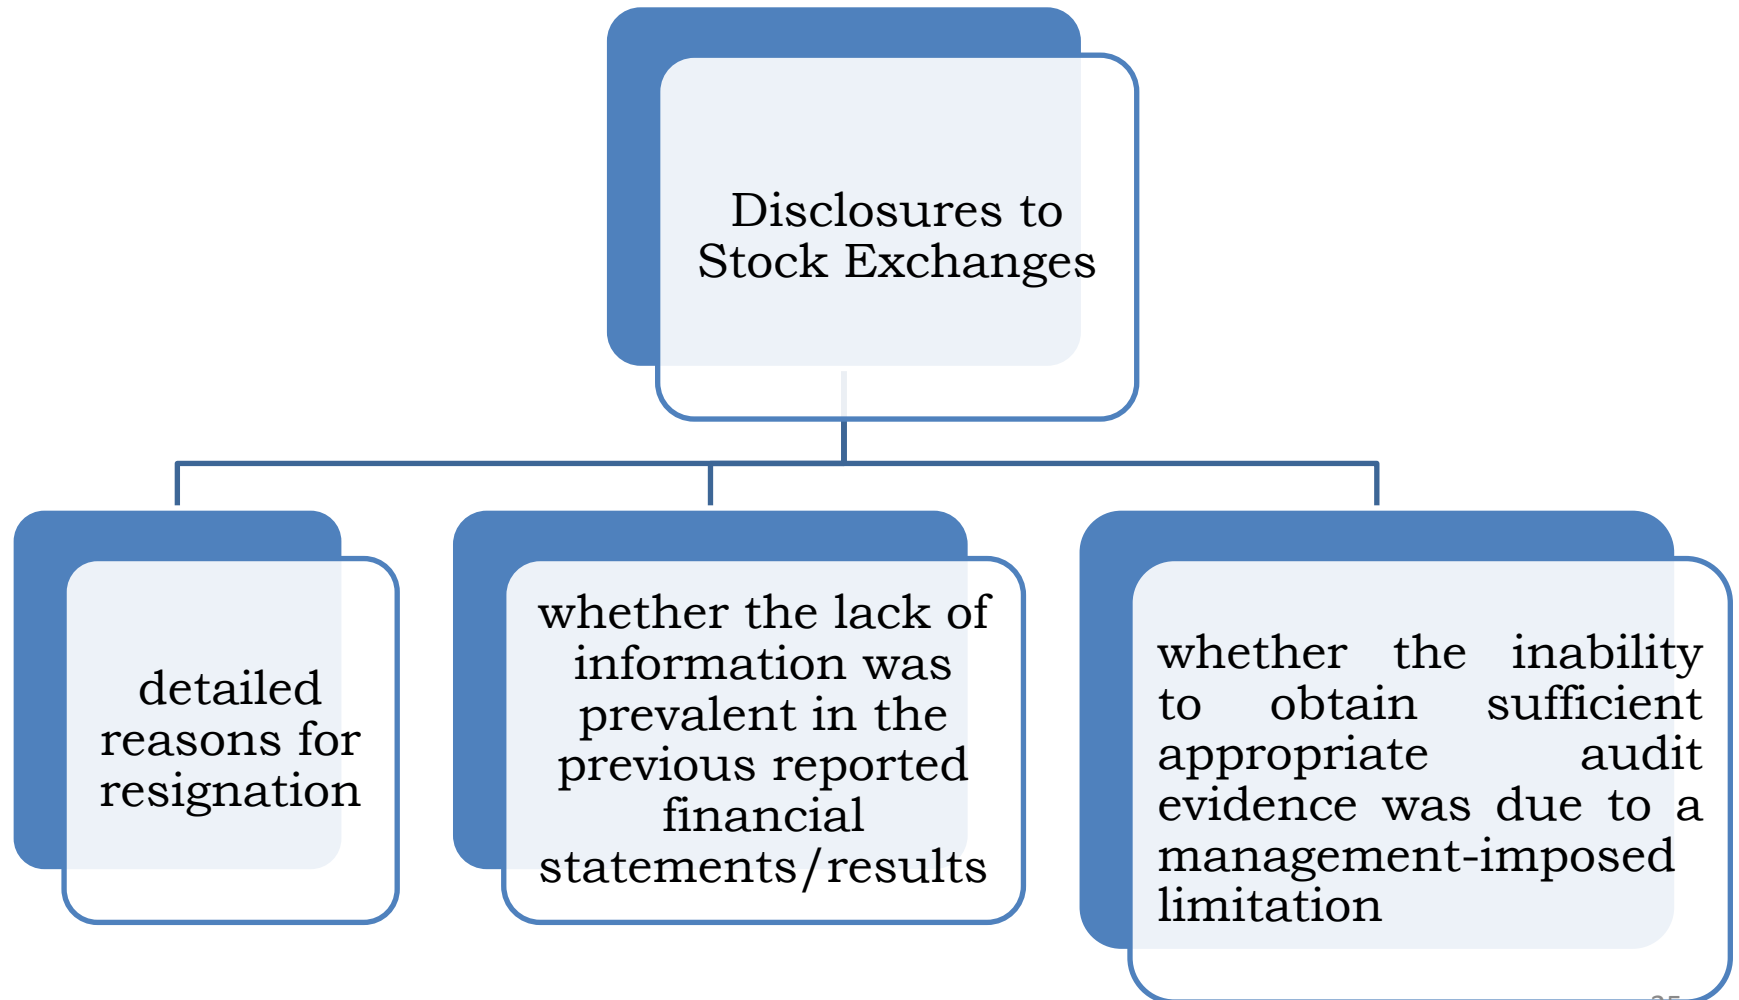 Disclosures to
Stock Exchanges
detailed
reasons for
resignation
whether the lack of
information was
prevalent in the
previous reported
financial
statements/results
whether the inability
to obtain sufficient
appropriate audit
evidence was due to a
management-imposed
limitation